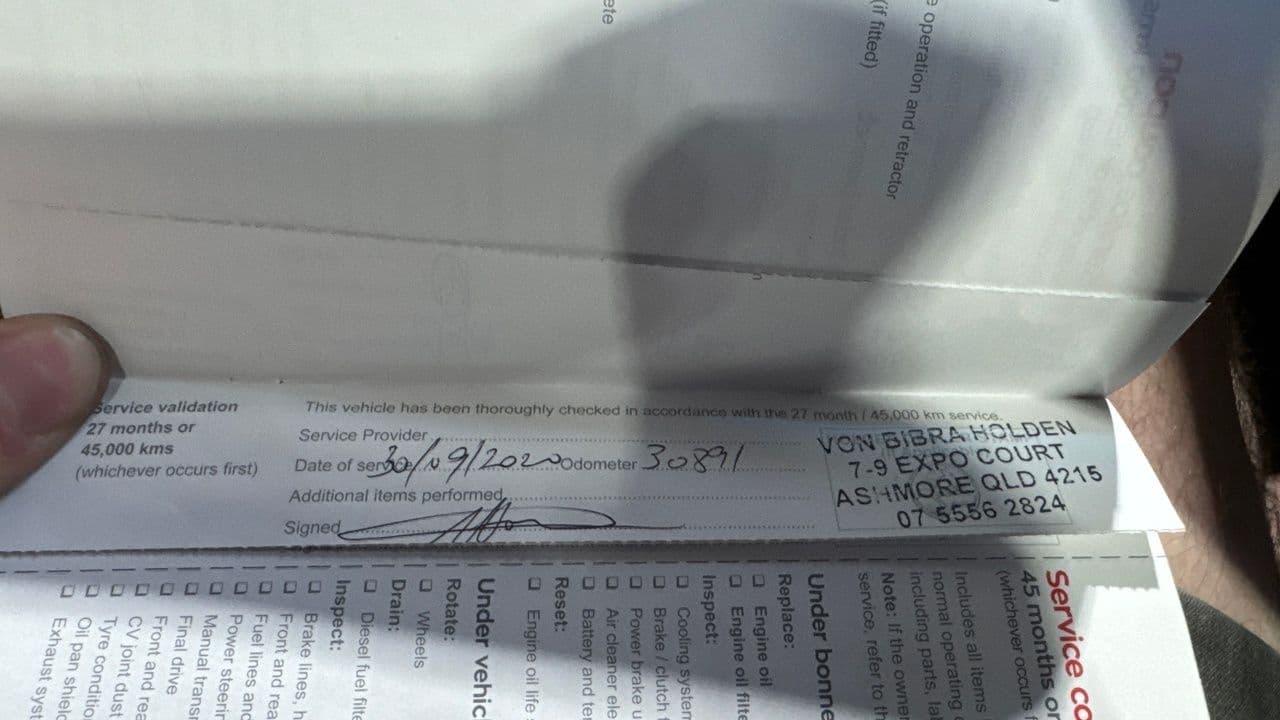 Service validation
27 months or
45,000 kms
(whichever occurs first)
This vehicle has been thoroughly checked in accordance with the 27 month / 45,000 km service.
Service Provider
Date of ser 30/09/2020 Odometer 30891
Additional items performed
Signed
VON BIBRA HOLDEN
7-9 EXPO COURT
ASHMORE QLD 4215
07 5556 2824
e operation and retractor
(if fitted)
ete
Service co
45 months or
(whichever occurs f
Includes all items
normal operating
including parts, la
Note: If the owner
service, refer to th
Under bonne
Replace:
Engine oil
Engine oil filte
Inspect:
Cooling system
Brake / clutch f
Power brake u
Air cleaner ele
Battery and te
Reset:
Engine oil life
Under vehic
Rotate:
Wheels
Drain:
Diesel fuel filte
Inspect:
Brake lines, h
Front and rea
Fuel lines and
Power steerin
Manual transr
Final drive
Front and rea
CV joint dust
Tyre conditio
Oil pan shield
Exhaust syst